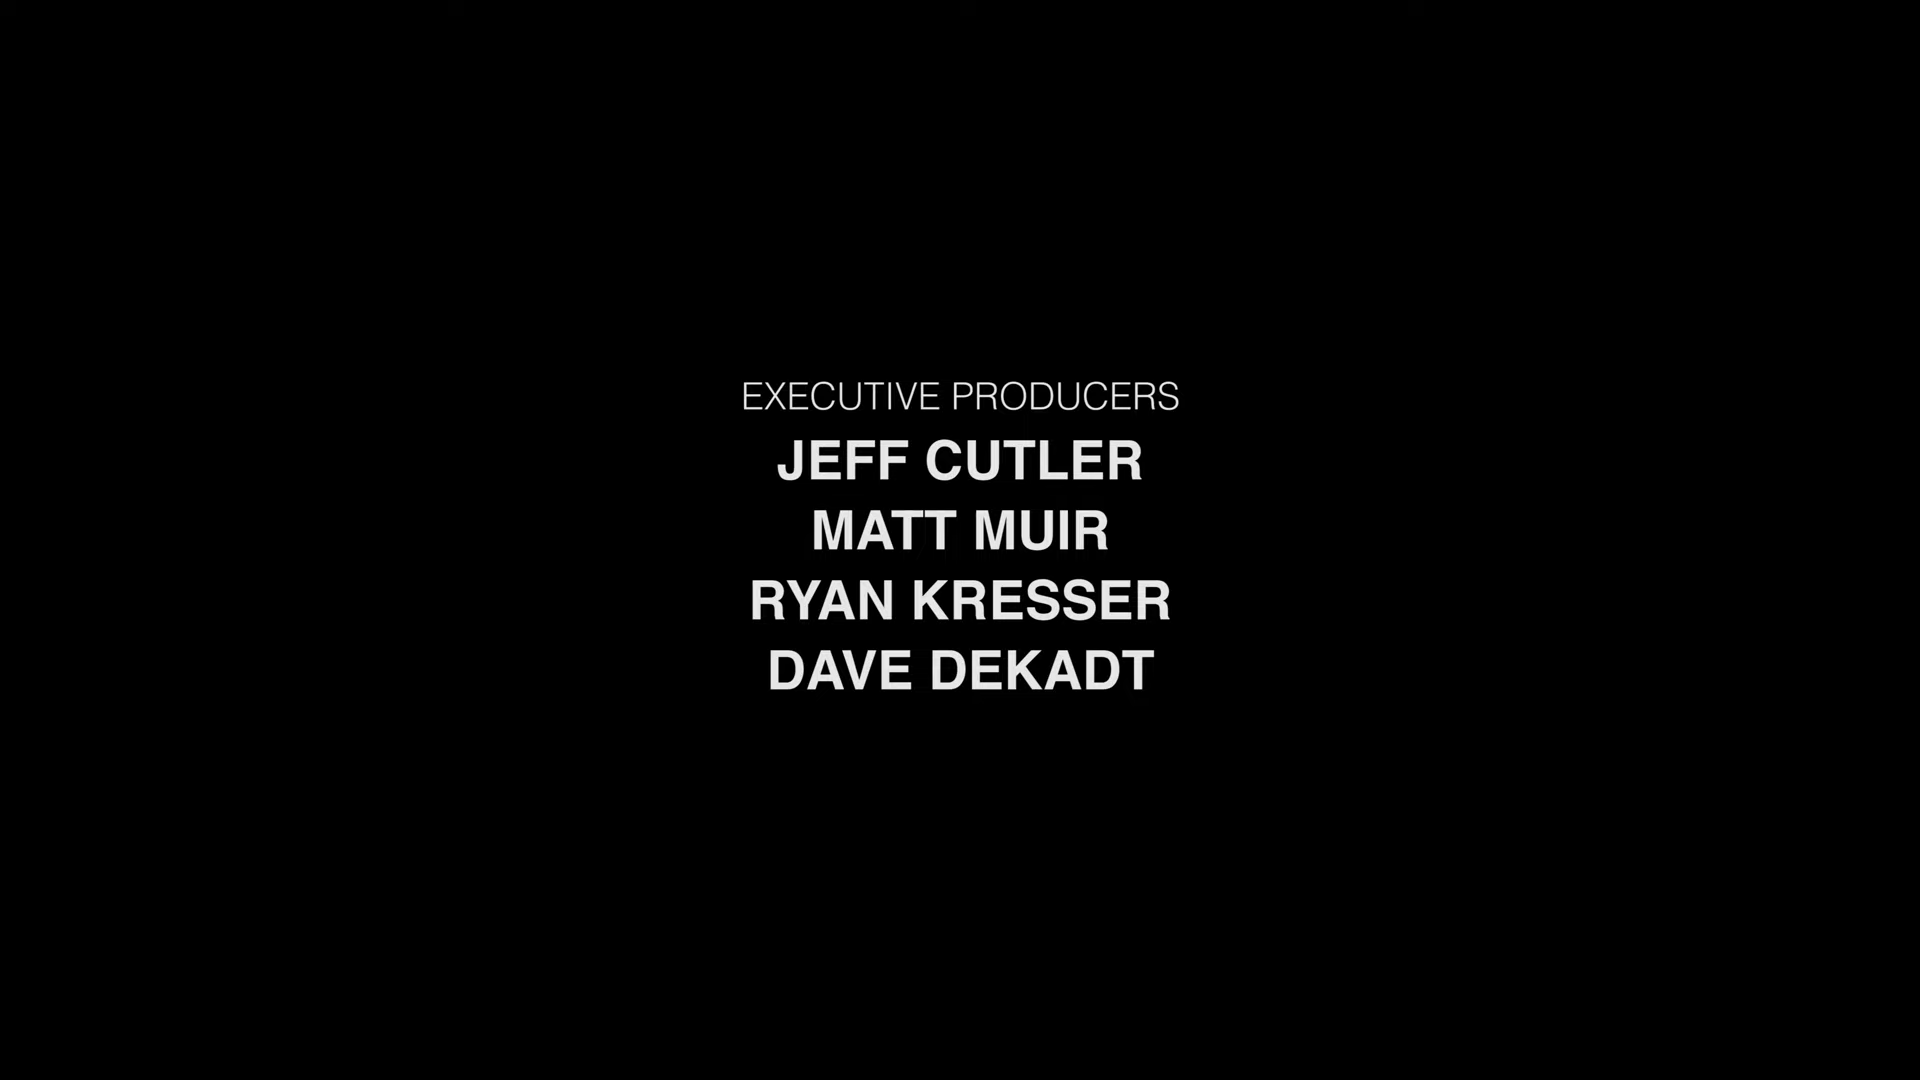 EXECUTIVE PRODUCERS
JEFF CUTLER
MATT MUIR
RYAN KRESSER
DAVE DEKADT